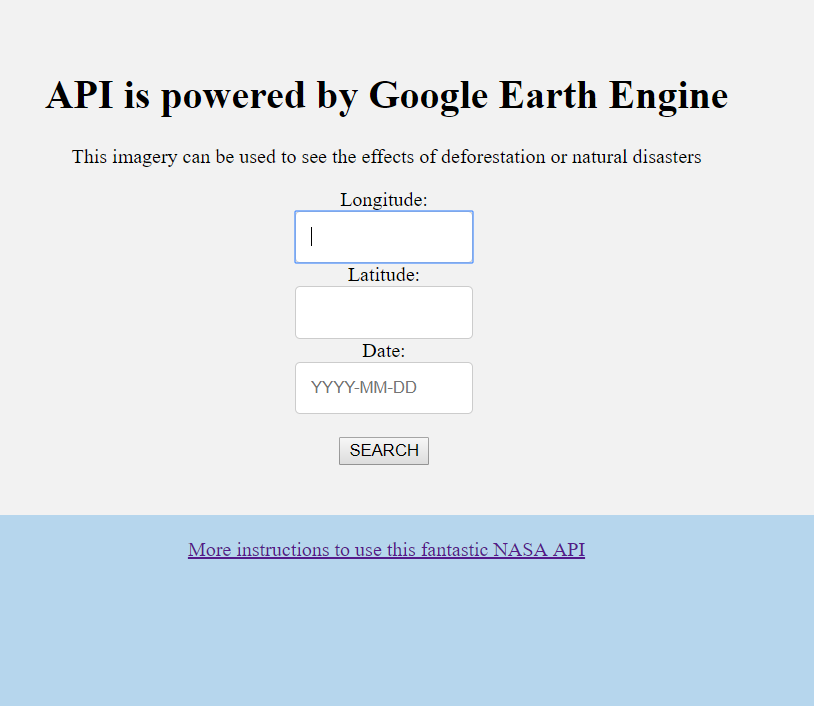 API is powered by Google Earth Engine
This imagery can be used to see the effects of deforestation or natural disasters
Longitude:
Latitude:
Date:
YYYY-MM-DD
SEARCH
More instructions to use this fantastic NASA API